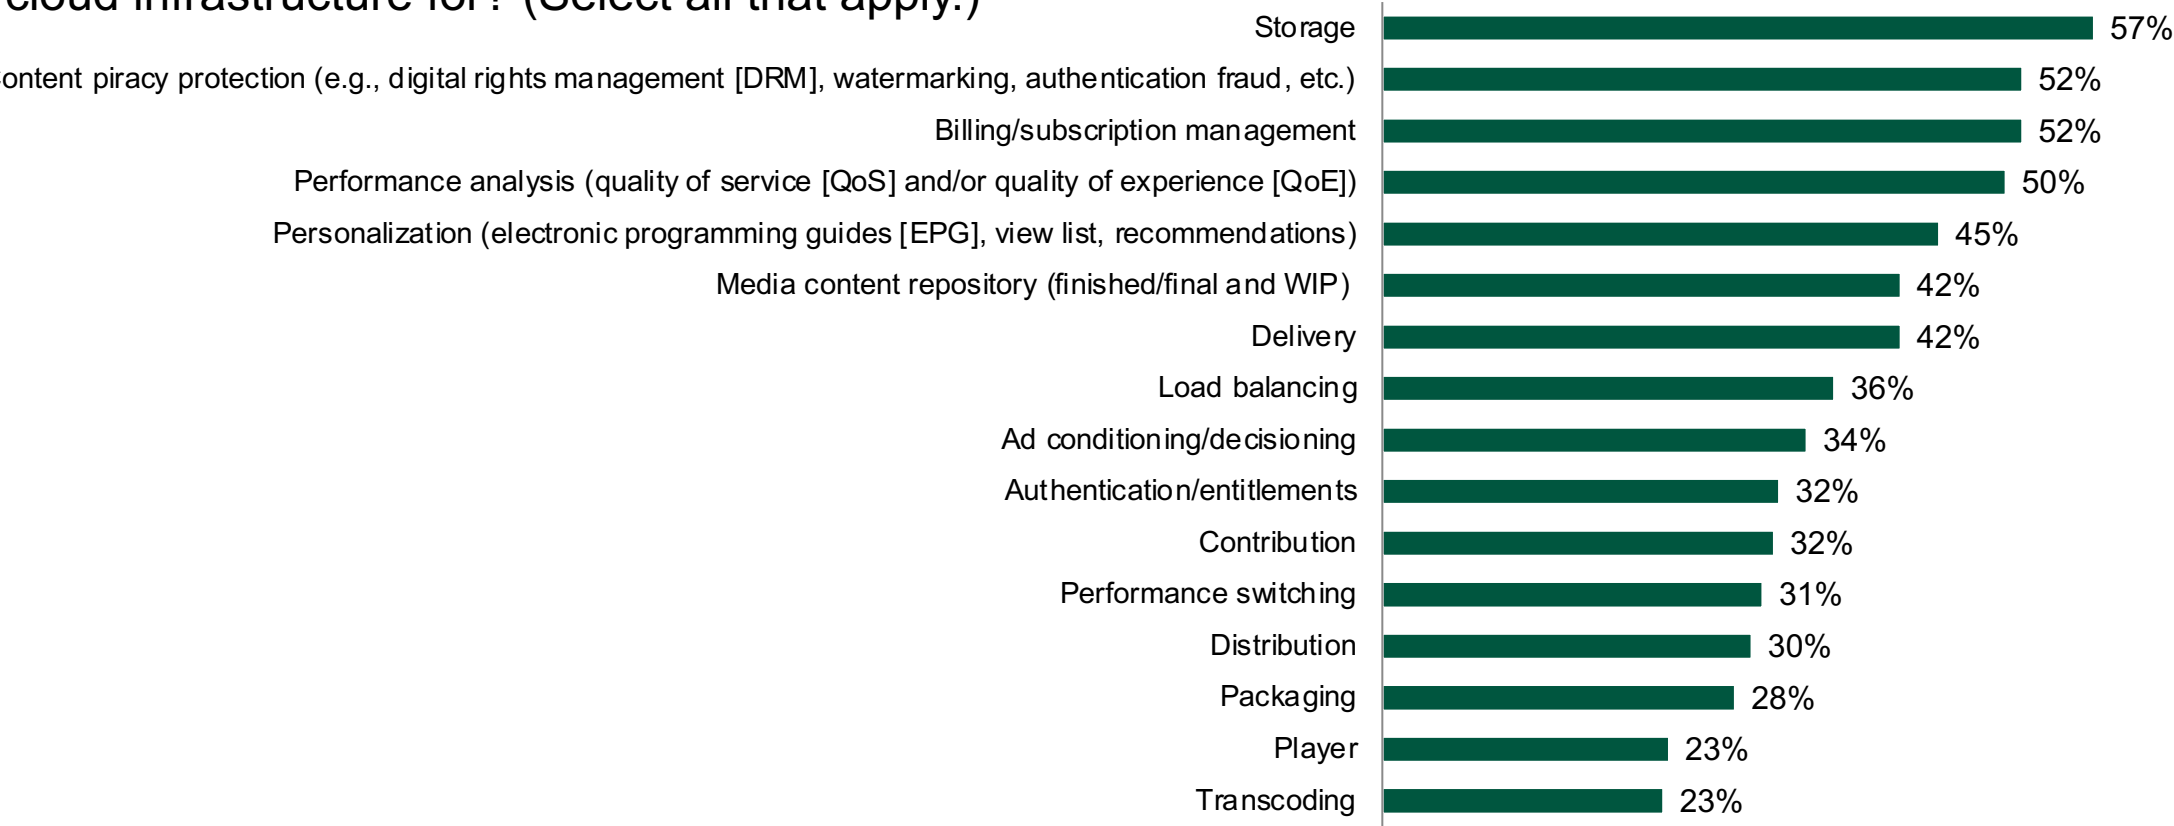 cloud infrastructure for? (Select all that apply.)
Storage 57%
ontent piracy protection (e.g., digital rights management [DRM], watermarking, authentication fraud, etc.) 52%
Billing/subscription management 52%
Performance analysis (quality of service [QoS] and/or quality of experience [QoE]) 50%
Personalization (electronic programming guides [EPG], view list, recommendations) 45%
Media content repository (finished/final and WIP) 42%
Delivery 42%
Load balancing 36%
Ad conditioning/decisioning 34%
Authentication/entitlements 32%
Contribution 32%
Performance switching 31%
Distribution 30%
Packaging 28%
Player 23%
Transcoding 23%